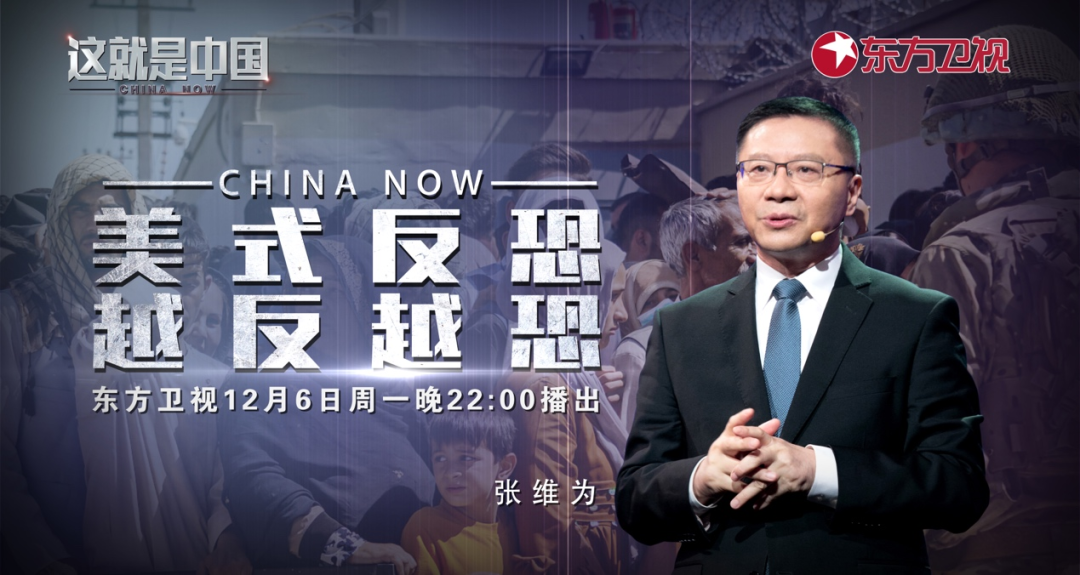 这就是中国
CHINA NOW
东方卫视
CHINA NOW
美式反恐
越反越恐
东方卫视12月6日周一晚22:00播出
张维为